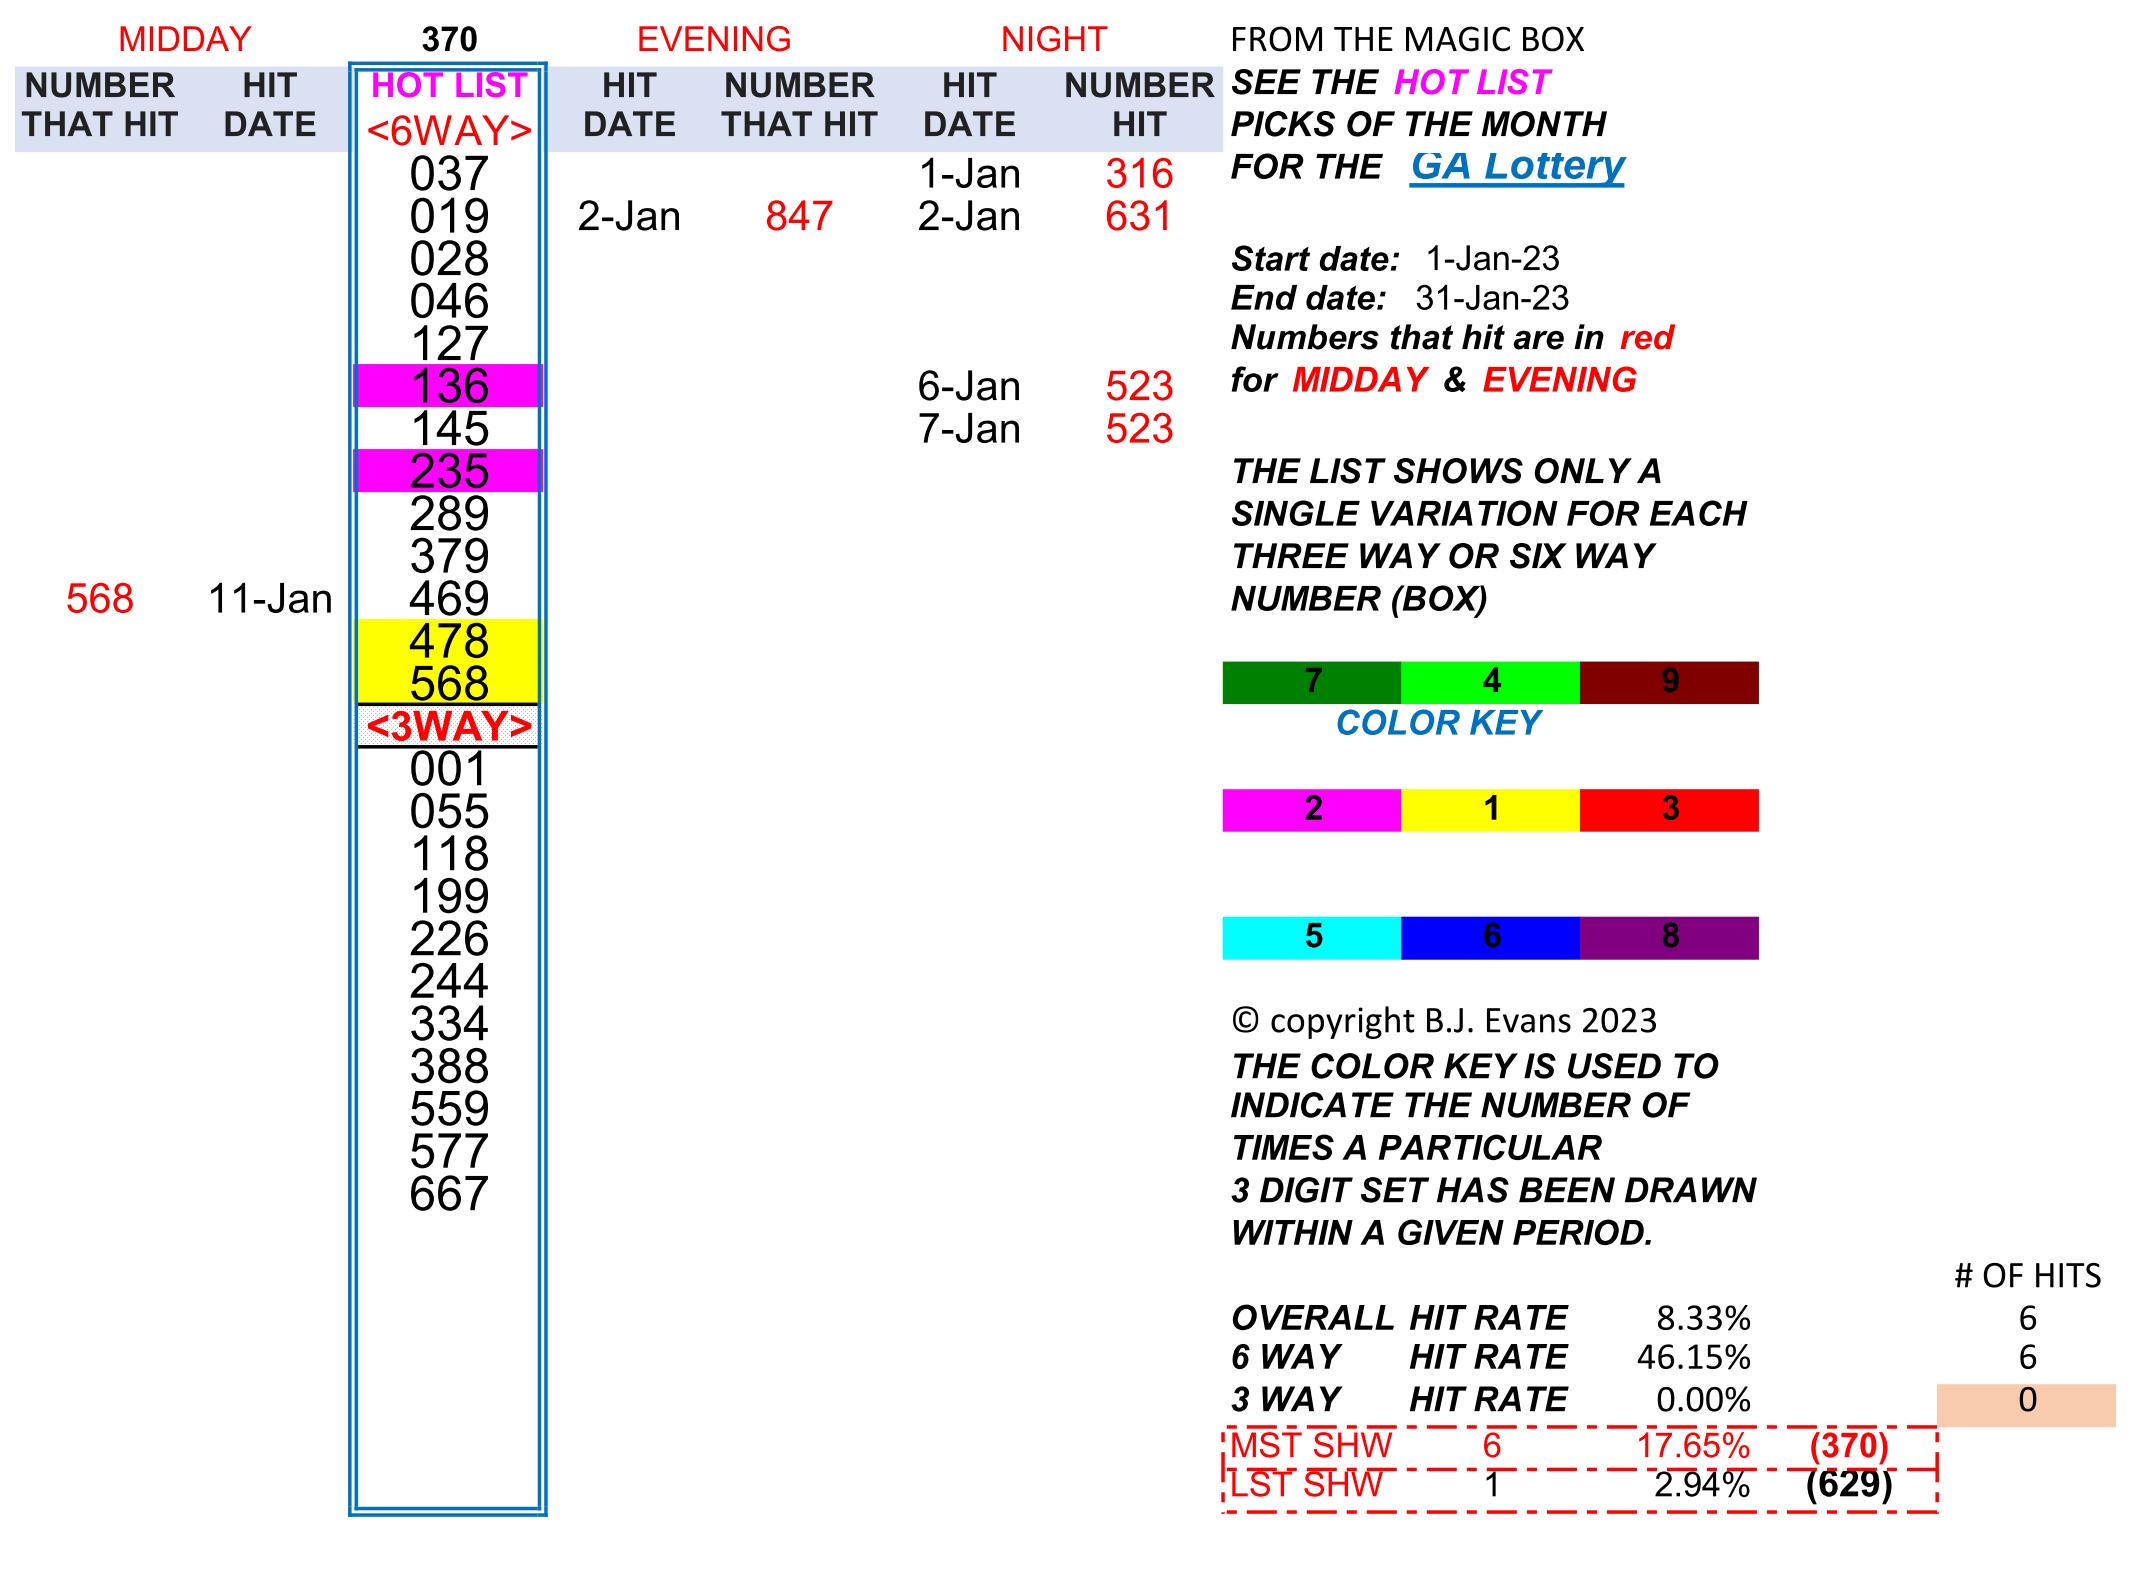 MIDDAY 370 EVENING NIGHT FROM THE MAGIC BOX
NUMBER HIT HOT LIST HIT NUMBER HIT NUMBER SEE THE HOT LIST
THAT HIT DATE <6WAY> DATE THAT HIT DATE HIT PICKS OF THE MONTH
037 1-Jan 316 FOR THE GA Lottery
019 2-Jan 847 2-Jan 631
028 Start date: 1-Jan-23
046 End date: 31-Jan-23
127 Numbers that hit are in red
136 6-Jan 523 for MIDDAY & EVENING
145 7-Jan 523
235 THE LIST SHOWS ONLY A
289 SINGLE VARIATION FOR EACH
379 THREE WAY OR SIX WAY
568 11-Jan 469 NUMBER (BOX)
478
568 7 4 9
<3WAY> COLOR KEY
001
055 2 1 3
118
199
226 5 6 8
244
334 © copyright B.J. Evans 2023
388 THE COLOR KEY IS USED TO
559 INDICATE THE NUMBER OF
577 TIMES A PARTICULAR
667 3 DIGIT SET HAS BEEN DRAWN
WITHIN A GIVEN PERIOD.
# OF HITS
OVERALL HIT RATE 8.33% 6
6 WAY HIT RATE 46.15% 6
3 WAY HIT RATE 0.00% 0
MST SHW 6 17.65% (370)
LST SHW 1 2.94% (629)